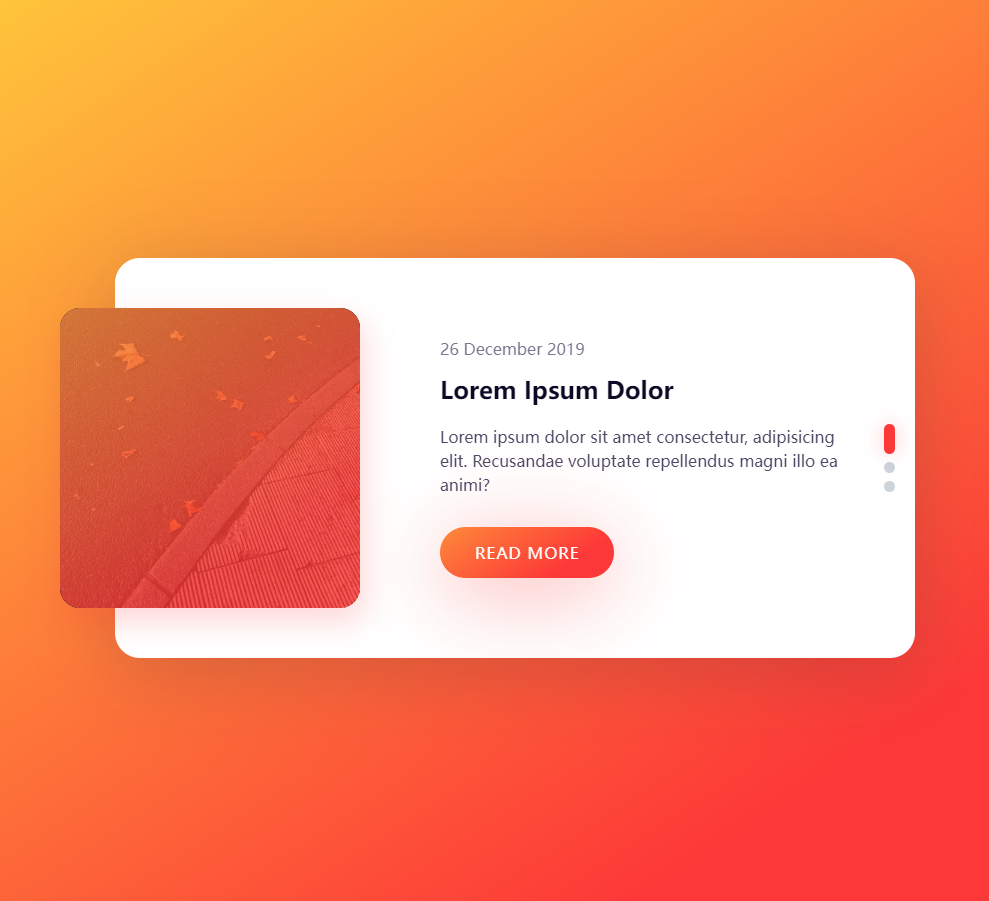 26 December 2019
Lorem Ipsum Dolor
Lorem ipsum dolor sit amet consectetur, adipisicing
elit. Recusandae voluptate repellendus magni illo ea
animi?
READ MORE